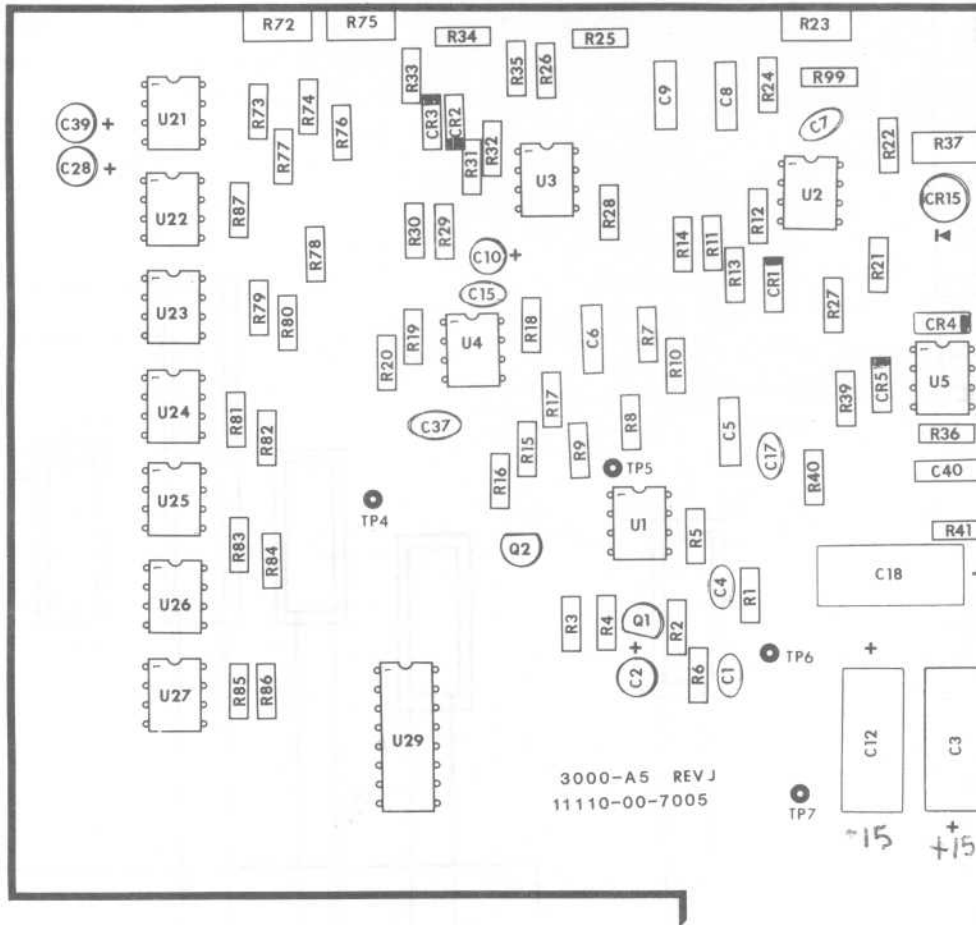 R72
R75
R34
R25
R23
R33
R35
R26
C9
C8
R24
R99
C39 +
U21
R73
R74
R76
CR3
CR2
C7
R22
R37
C28 +
R77
R31
R32
U3
U2
CR15
U22
R87
R28
R12
R30
R29
R14
R11
R78
C10 +
R13
CR1
R21
C15
U23
R79
R80
R27
R20
R19
U4
R18
C6
R7
R10
CR4
U5
CR5
R39
U24
R81
R82
C37
R17
R8
C5
R36
R15
R9
C17
C40
R16
TP5
R40
U25
TP4
U1
R41
R83
R84
Q2
R5
C18
+
U26
C4
R1
R3
R4
Q1
R2
+
TP6
+
U27
R85
R86
C2
R6
C1
U29
C12
C3
3000-A5 REV J
11110-00-7005
TP7
+
-15
+15